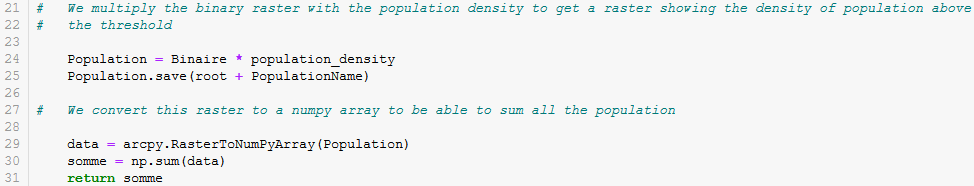 21 # We multiply the binary raster with the population density to get a raster showing the density of population above
22 # the threshold
23
24 Population = Binaire * population_density
25 Population.save(root + PopulationName)
26
27 # We convert this raster to a numpy array to be able to sum all the population
28
29 data = arcpy.RasterToNumPyArray(Population)
30 somme = np.sum(data)
31 return somme